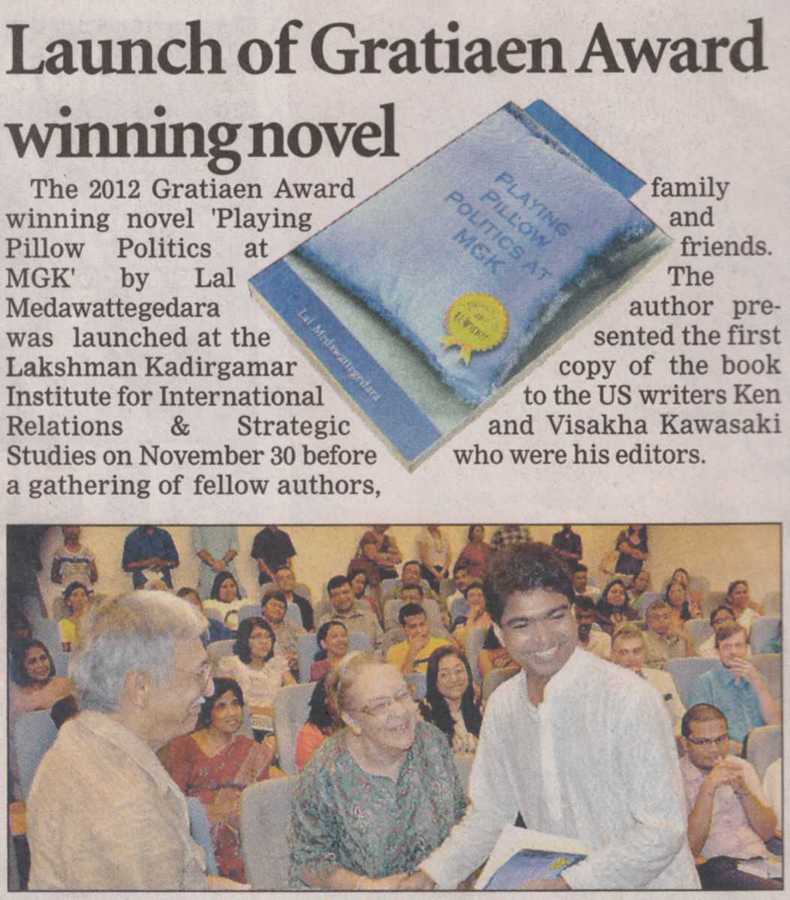 Launch of Gratiaen Award
winning novel
The 2012 Gratiaen Award
winning novel 'Playing
Pillow Politics at
MGK' by Lal
Medawattegedara
was launched at the
Lakshman Kadirgamar
Institute for International
Relations & Strategic
Studies on November 30 before
a gathering of fellow authors,
family
and
friends.
The
author pre-
sented the first
copy of the book
to the US writers Ken
and Visakha Kawasaki
who were his editors.
PLAYING
PILLOW
POLITICS AT
MGK
Lal Medawattegedara